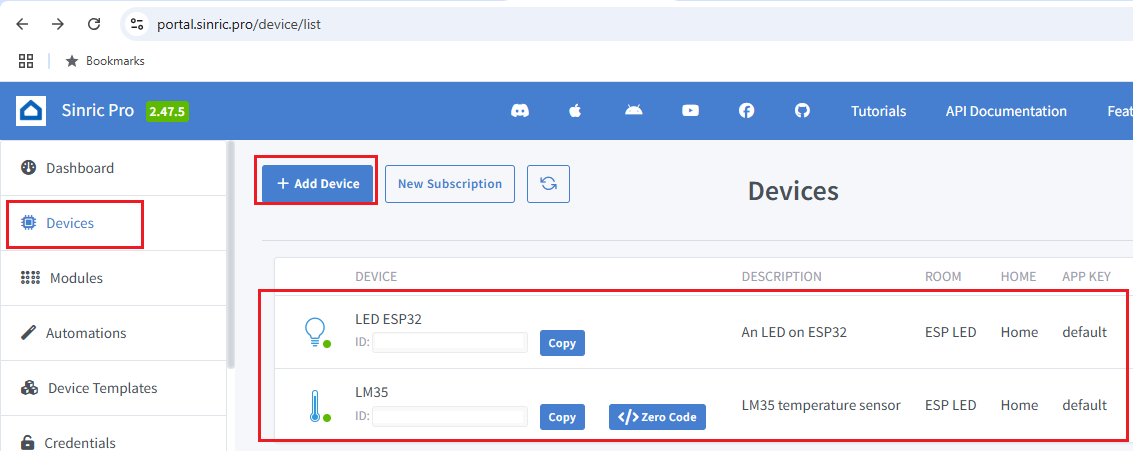 portal.sinric.pro/device/list
Bookmarks
Sinric Pro 2.47.5 Tutorials API Documentation Feat
Dashboard
Devices
Modules
Automations
Device Templates
Credentials
+ Add Device New Subscription
Devices
DEVICE DESCRIPTION ROOM HOME APP KEY
LED ESP32
ID: Copy
An LED on ESP32 ESP LED Home default
LM35
ID: Copy </> Zero Code
LM35 temperature sensor ESP LED Home default